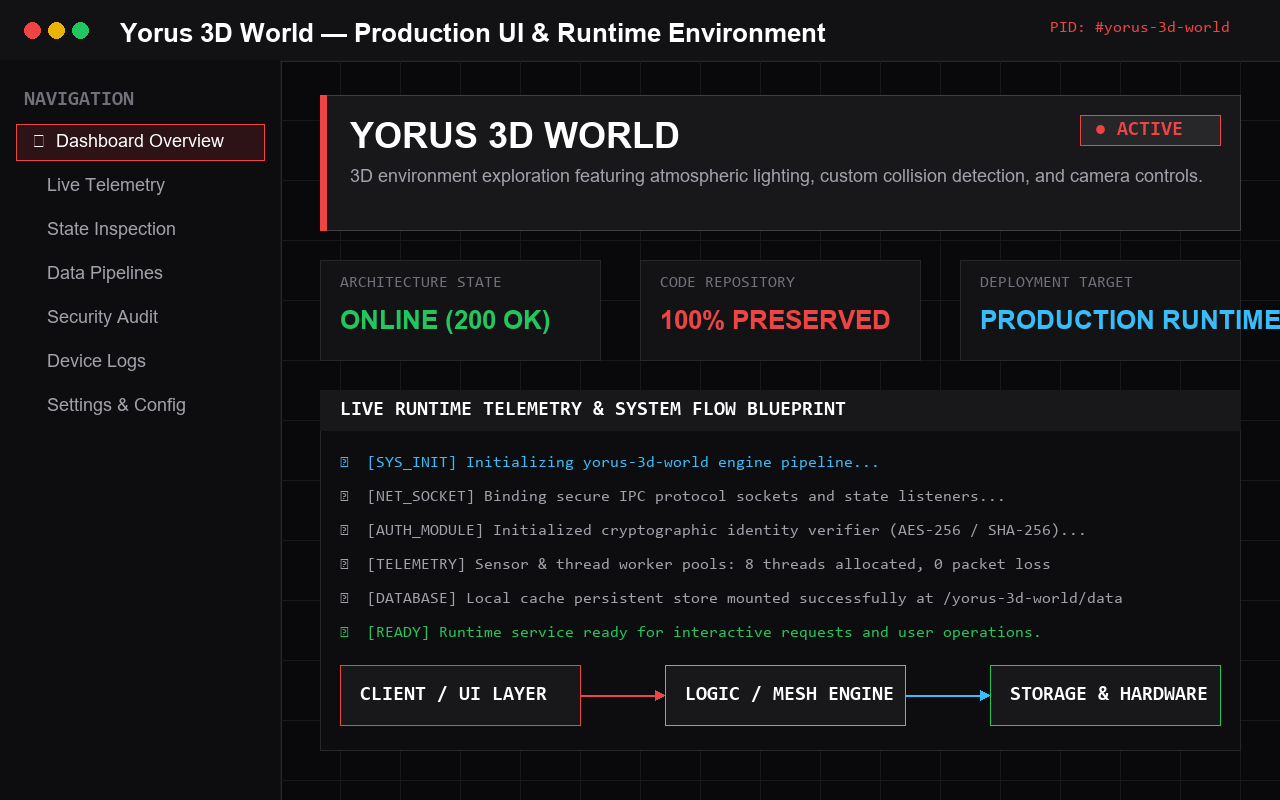 Yorus 3D World — Production UI & Runtime Environment
PID: #yorus-3d-world
NAVIGATION
Dashboard Overview
Live Telemetry
State Inspection
Data Pipelines
Security Audit
Device Logs
Settings & Config
YORUS 3D WORLD
● ACTIVE
3D environment exploration featuring atmospheric lighting, custom collision detection, and camera controls.
ARCHITECTURE STATE
ONLINE (200 OK)
CODE REPOSITORY
100% PRESERVED
DEPLOYMENT TARGET
PRODUCTION RUNTIME
LIVE RUNTIME TELEMETRY & SYSTEM FLOW BLUEPRINT
[SYS_INIT] Initializing yorus-3d-world engine pipeline...
[NET_SOCKET] Binding secure IPC protocol sockets and state listeners...
[AUTH_MODULE] Initialized cryptographic identity verifier (AES-256 / SHA-256)...
[TELEMETRY] Sensor & thread worker pools: 8 threads allocated, 0 packet loss
[DATABASE] Local cache persistent store mounted successfully at /yorus-3d-world/data
[READY] Runtime service ready for interactive requests and user operations.
CLIENT / UI LAYER
LOGIC / MESH ENGINE
STORAGE & HARDWARE